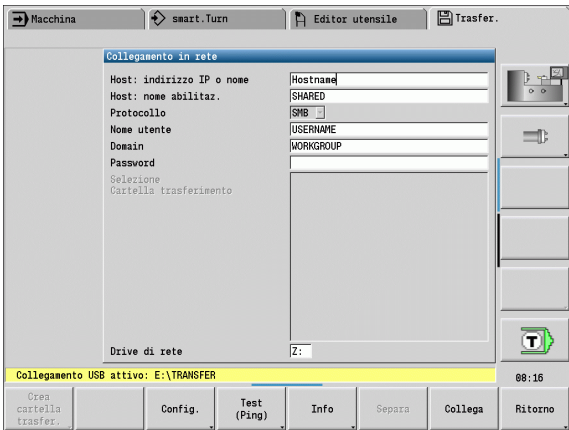 Macchina
smart.Turn
Editor utensile
Trasfer.
Collegamento in rete
Host: indirizzo IP o nome Hostname
Host: nome abilitaz. SHARED
Protocollo SMB
Nome utente USERNAME
Domain WORKGROUP
Password
Selezione
Cartella trasferimento
Drive di rete Z:
T
Collegamento USB attivo: E:\TRANSFER
08:16
Crea
cartella
trasfer.
Config.
Test
(Ping)
Info
Separa
Collega
Ritorno